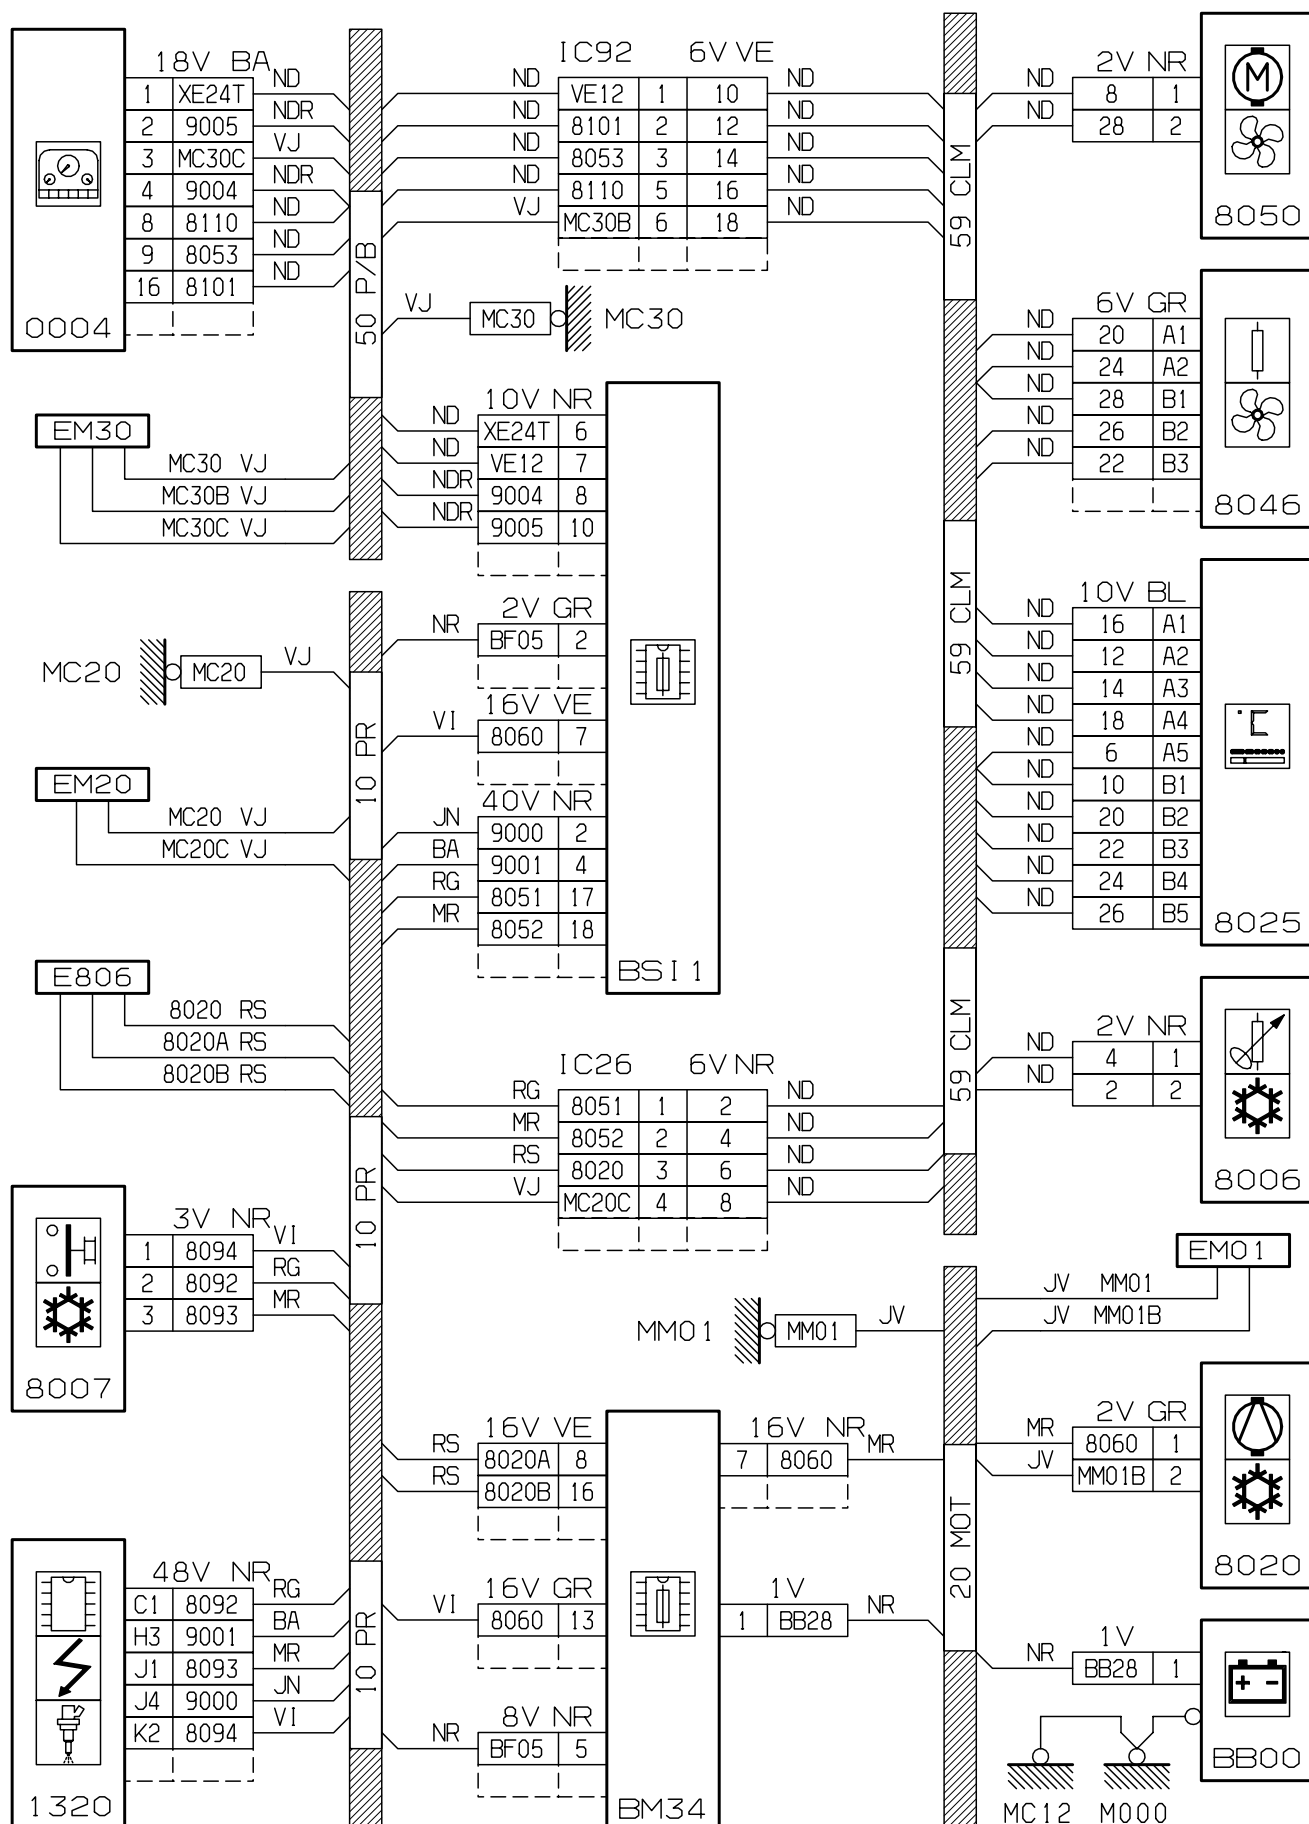 18V BA
1 XE24T ND
2 9005 NDR
3 MC30C VJ
4 9004 NDR
8 8110 ND
9 8053 ND
16 8101 ND
0004
50 P/B
IC92 6V VE
ND VE12 1 10 ND
ND 8101 2 12 ND
ND 8053 3 14 ND
ND 8110 5 16 ND
VJ MC30B 6 18 ND
59 CLM
2V NR
ND 8 1
ND 28 2
8050
VJ MC30 MC30
6V GR
ND 20 A1
ND 24 A2
ND 28 B1
ND 26 B2
ND 22 B3
8046
EM30
MC30 VJ
MC30B VJ
MC30C VJ
10V NR
ND XE24T 6
ND VE12 7
NDR 9004 8
NDR 9005 10
2V GR
NR BF05 2
MC20 MC20 VJ
16V VE
VI 8060 7
10 PR
EM20
MC20 VJ
MC20C VJ
40V NR
JN 9000 2
BA 9001 4
RG 8051 17
MR 8052 18
BSI1
59 CLM
10V BL
ND 16 A1
ND 12 A2
ND 14 A3
ND 18 A4
ND 6 A5
ND 10 B1
ND 20 B2
ND 22 B3
ND 24 B4
ND 26 B5
°C
8025
E806
8020 RS
8020A RS
8020B RS
IC26 6V NR
RG 8051 1 2 ND
MR 8052 2 4 ND
RS 8020 3 6 ND
VJ MC20C 4 8 ND
59 CLM
2V NR
ND 4 1
ND 2 2
8006
10 PR
3V NR
1 8094 VI
2 8092 RG
3 8093 MR
8007
MM01 MM01 JV
EM01
JV MM01
JV MM01B
16V VE
RS 8020A 8
RS 8020B 16
16V NR
7 8060 MR
20 MOT
2V GR
MR 8060 1
JV MM01B 2
8020
48V NR
C1 8092 RG
H3 9001 BA
J1 8093 MR
J4 9000 JN
K2 8094 VI
1320
10 PR
16V GR
VI 8060 13
1V
1 BB28 NR
8V NR
NR BF05 5
BM34
1V
NR BB28 1
+ -
BB00
MC12 M000
M